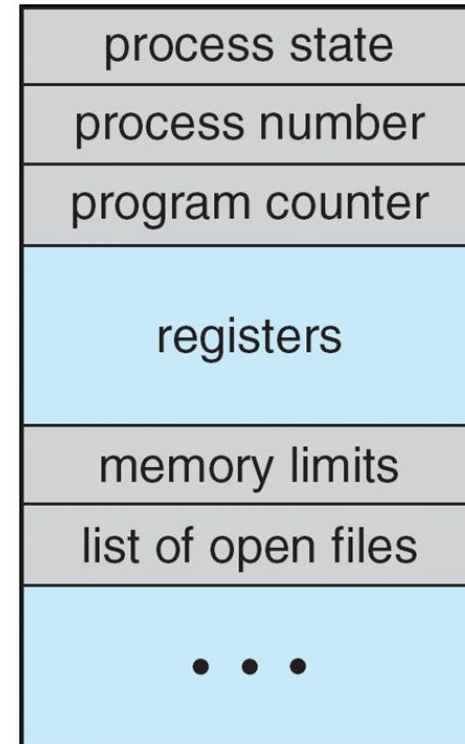 process state
process number
program counter
registers
memory limits
list of open files
• • •